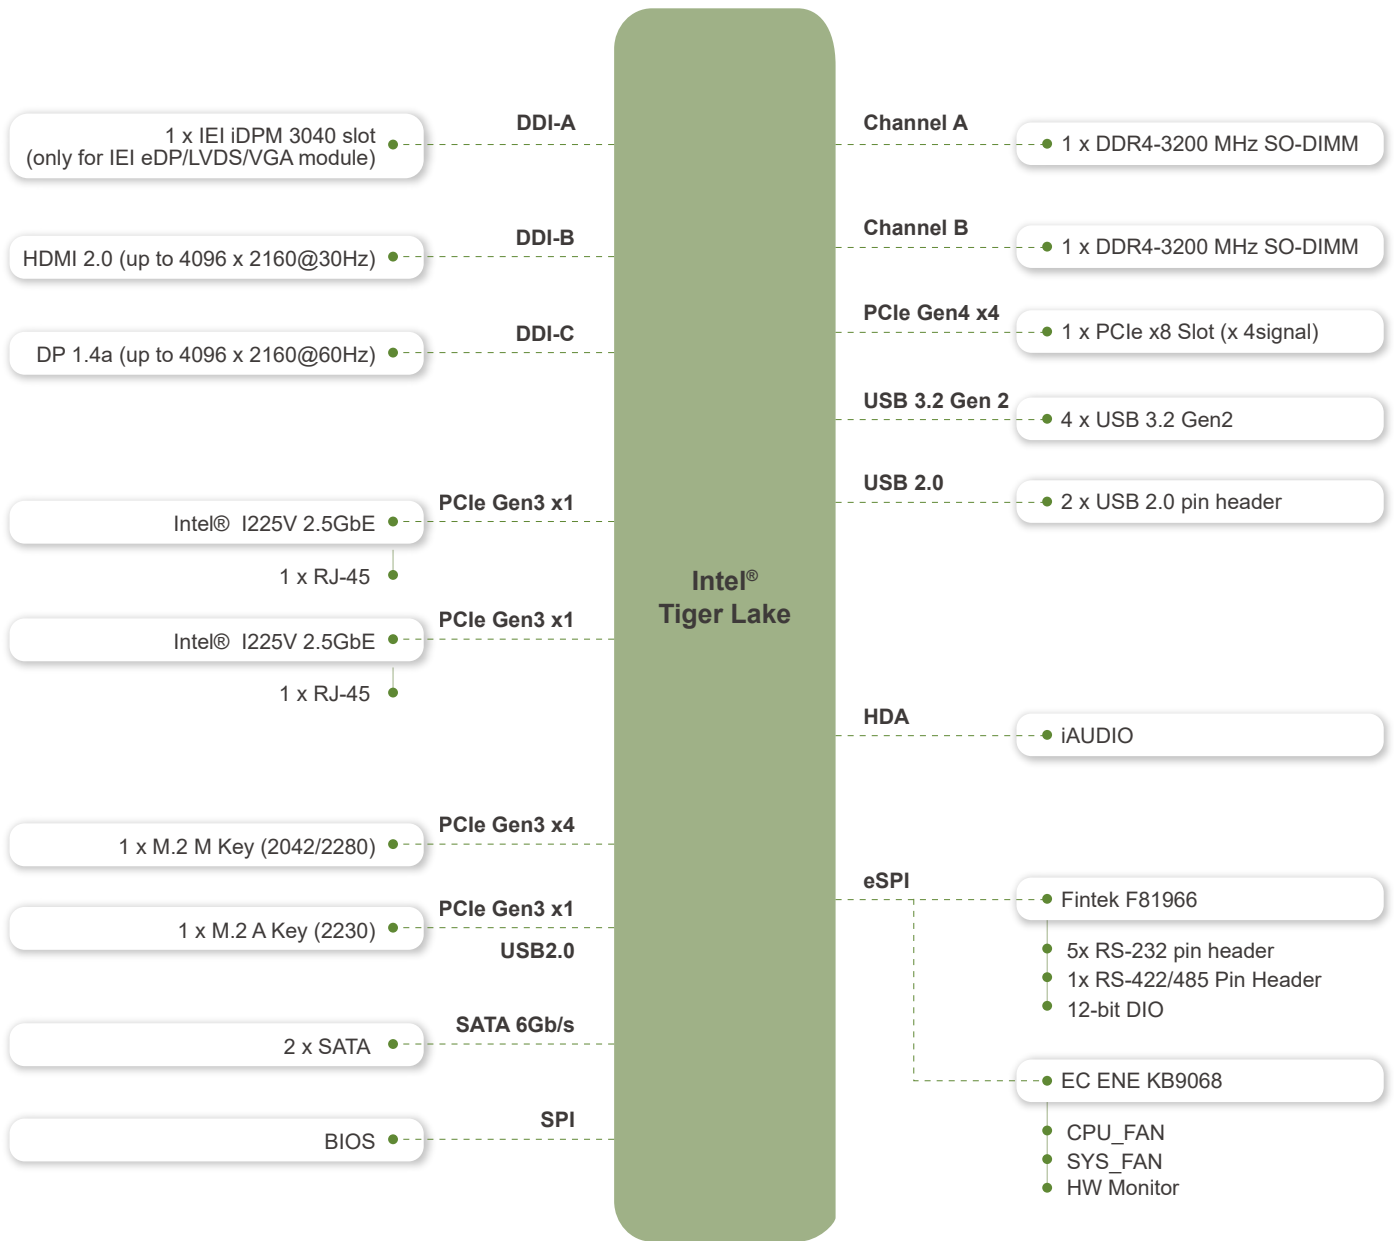 DDI-A
1 x IEI iDPM 3040 slot
(only for IEI eDP/LVDS/VGA module)
DDI-B
HDMI 2.0 (up to 4096 x 2160@30Hz)
DDI-C
DP 1.4a (up to 4096 x 2160@60Hz)
PCIe Gen3 x1
Intel® I225V 2.5GbE
1 x RJ-45
PCIe Gen3 x1
Intel® I225V 2.5GbE
1 x RJ-45
PCIe Gen3 x4
1 x M.2 M Key (2042/2280)
PCIe Gen3 x1
1 x M.2 A Key (2230)
USB2.0
SATA 6Gb/s
2 x SATA
SPI
BIOS
Intel®
Tiger Lake
Channel A
1 x DDR4-3200 MHz SO-DIMM
Channel B
1 x DDR4-3200 MHz SO-DIMM
PCIe Gen4 x4
1 x PCIe x8 Slot (x 4signal)
USB 3.2 Gen 2
4 x USB 3.2 Gen2
USB 2.0
2 x USB 2.0 pin header
HDA
iAUDIO
eSPI
Fintek F81966
5x RS-232 pin header
1x RS-422/485 Pin Header
12-bit DIO
EC ENE KB9068
CPU_FAN
SYS_FAN
HW Monitor